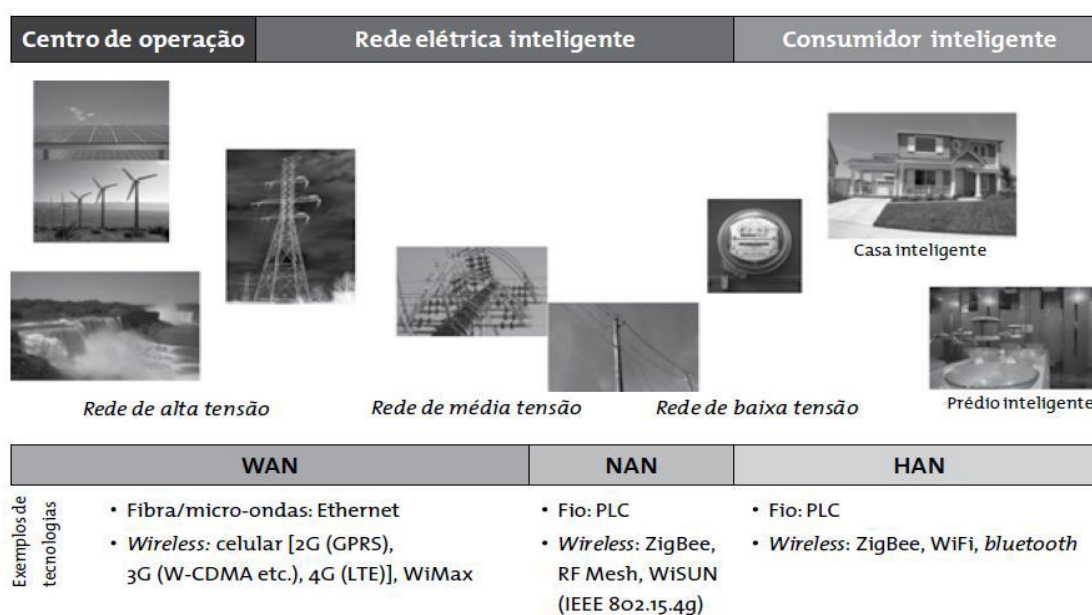 Centro de operação
Rede elétrica inteligente
Consumidor inteligente
Casa inteligente
Prédio inteligente
Rede de alta tensão
Rede de média tensão
Rede de baixa tensão
WAN
NAN
HAN
Exemplos de
tecnologias
• Fibra/micro-ondas: Ethernet
• Wireless: celular [2G (GPRS),
3G (W-CDMA etc.), 4G (LTE)], WiMax
• Fio: PLC
• Wireless: ZigBee,
RF Mesh, WiSUN
(IEEE 802.15.4g)
• Fio: PLC
• Wireless: ZigBee, WiFi, bluetooth